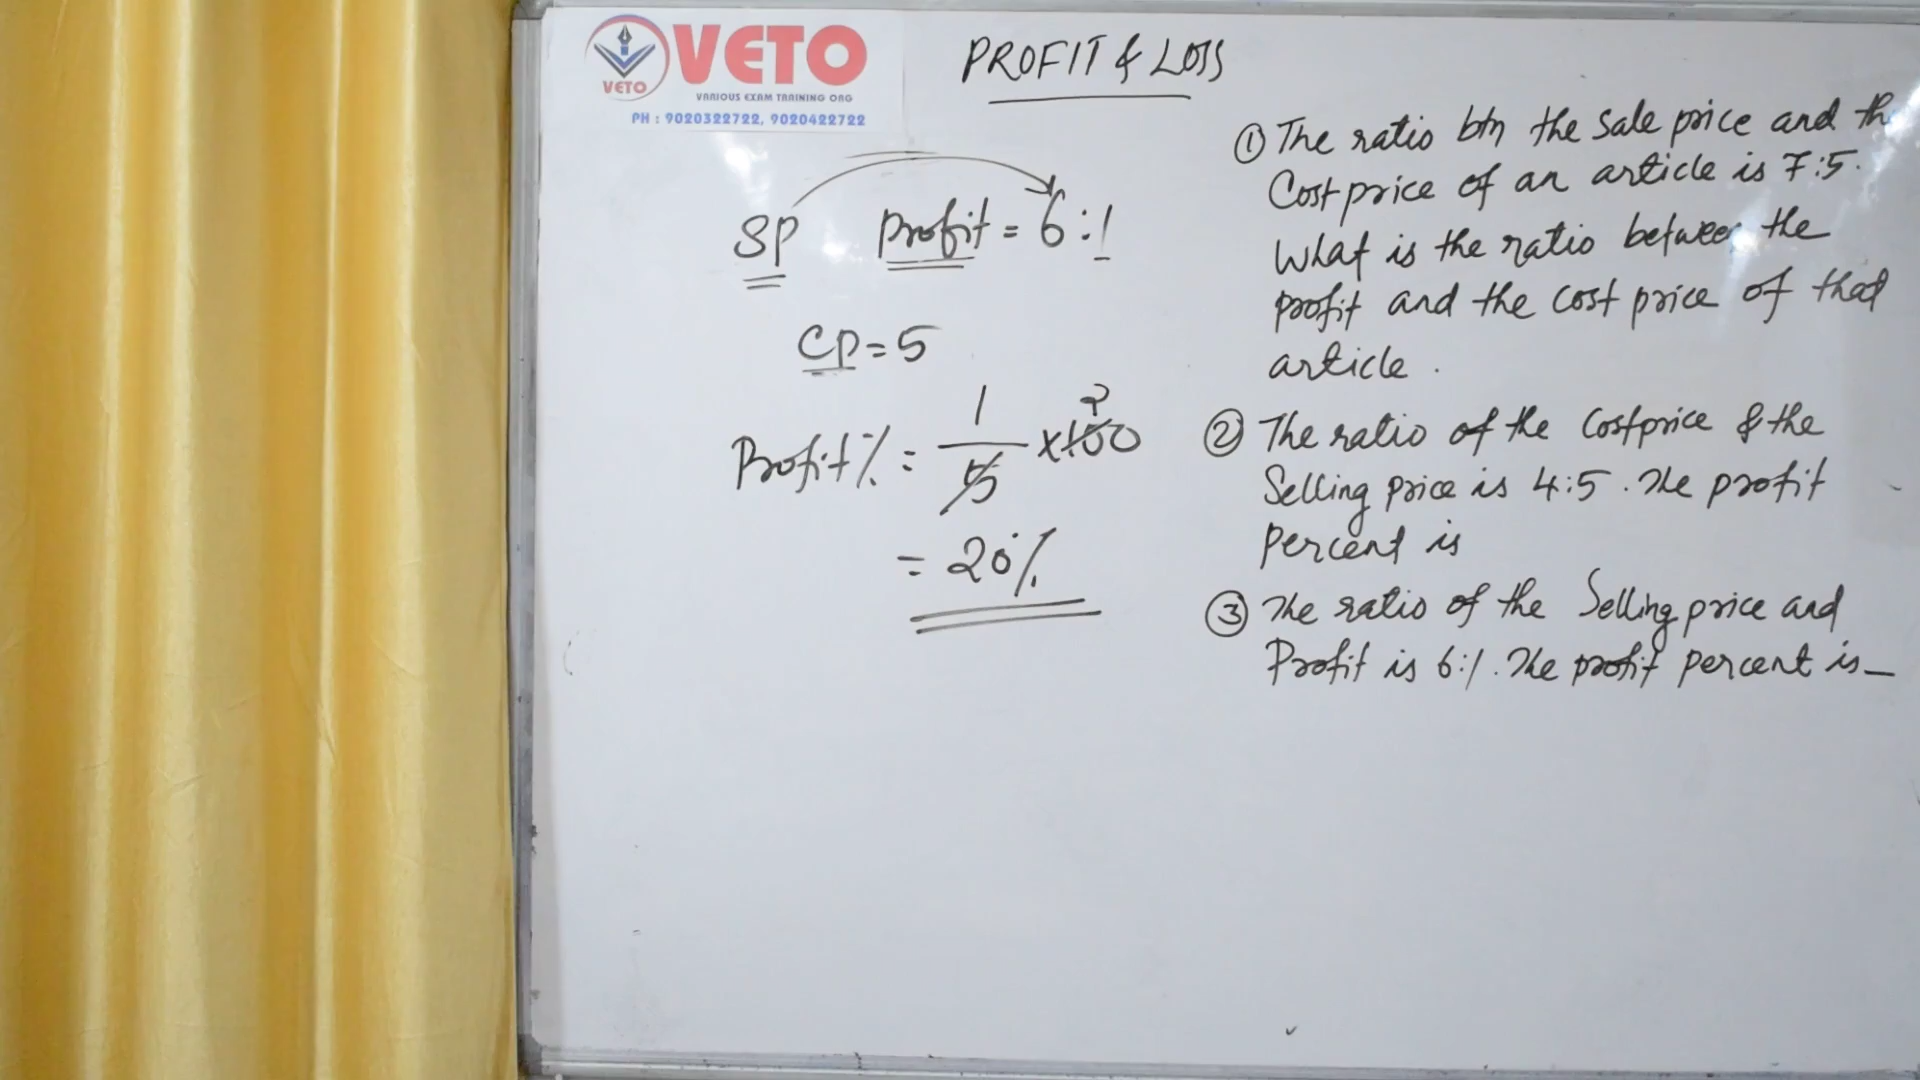 VETO
VETO
VARIOUS EXAM TRAINING ORG
PH : 9020322722, 9020422722
PROFIT & LOSS
SP Profit = 6:1
CP = 5
Profit % = 1/5 x 100
= 20%
① The ratio btn the sale price and th
Cost price of an article is 7:5.
What is the ratio between the
profit and the cost price of that
article.
② The ratio of the Costprice & the
Selling price is 4:5. The profit
Percent is
③ The ratio of the Selling price and
Profit is 6:1. The profit percent is_